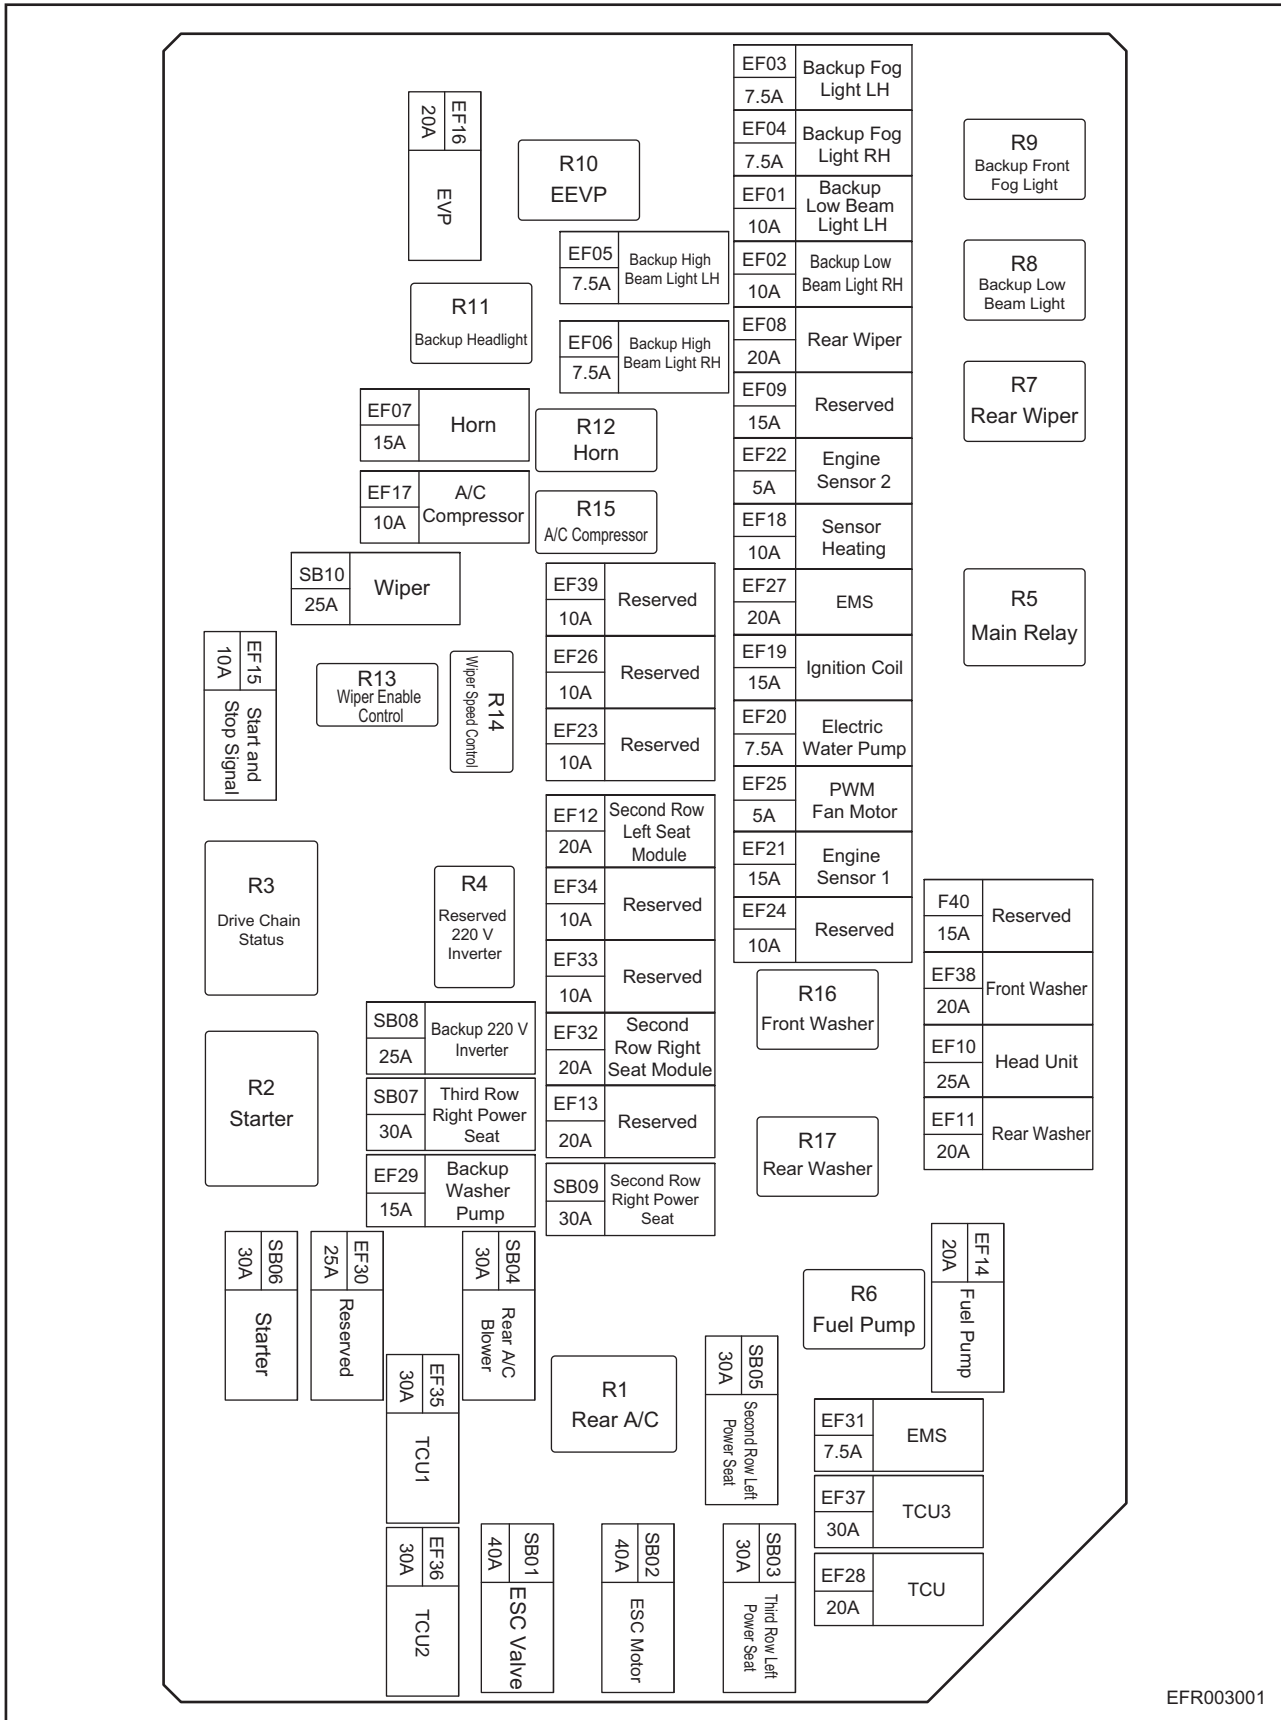 EF03
7.5A
Backup Fog
Light LH
EF04
7.5A
Backup Fog
Light RH
EF01
10A
Backup
Low Beam
Light LH
EF02
10A
Backup Low
Beam Light RH
EF08
20A
Rear Wiper
EF09
15A
Reserved
EF22
5A
Engine
Sensor 2
EF18
10A
Sensor
Heating
EF27
20A
EMS
EF19
15A
Ignition Coil
EF20
7.5A
Electric
Water Pump
EF25
5A
PWM
Fan Motor
EF21
15A
Engine
Sensor 1
EF24
10A
Reserved
R9
Backup Front
Fog Light
R8
Backup Low
Beam Light
R7
Rear Wiper
R5
Main Relay
EF16
20A
EVP
R10
EEVP
EF05
7.5A
Backup High
Beam Light LH
R11
Backup Headlight
EF06
7.5A
Backup High
Beam Light RH
EF07
15A
Horn
R12
Horn
EF17
10A
A/C
Compressor
R15
A/C Compressor
SB10
25A
Wiper
EF15
10A
Start and
Stop Signal
R13
Wiper Enable
Control
R14
Wiper Speed Control
EF39
10A
Reserved
EF26
10A
Reserved
EF23
10A
Reserved
EF12
20A
Second Row
Left Seat
Module
EF34
10A
Reserved
EF33
10A
Reserved
EF32
20A
Second
Row Right
Seat Module
EF13
20A
Reserved
SB09
30A
Second Row
Right Power
Seat
R3
Drive Chain
Status
R4
Reserved
220 V
Inverter
R2
Starter
SB08
25A
Backup 220 V
Inverter
SB07
30A
Third Row
Right Power
Seat
EF29
15A
Backup
Washer
Pump
F40
15A
Reserved
EF38
20A
Front Washer
EF10
25A
Head Unit
EF11
20A
Rear Washer
R16
Front Washer
R17
Rear Washer
SB06
30A
Starter
EF30
25A
Reserved
SB04
30A
Rear A/C
Blower
EF35
30A
TCU1
R1
Rear A/C
SB05
30A
Second Row Left
Power Seat
R6
Fuel Pump
EF14
20A
Fuel Pump
EF31
7.5A
EMS
EF37
30A
TCU3
EF28
20A
TCU
EF36
30A
TCU2
SB01
40A
ESC Valve
SB02
40A
ESC Motor
SB03
30A
Third Row Left
Power Seat
EFR003001